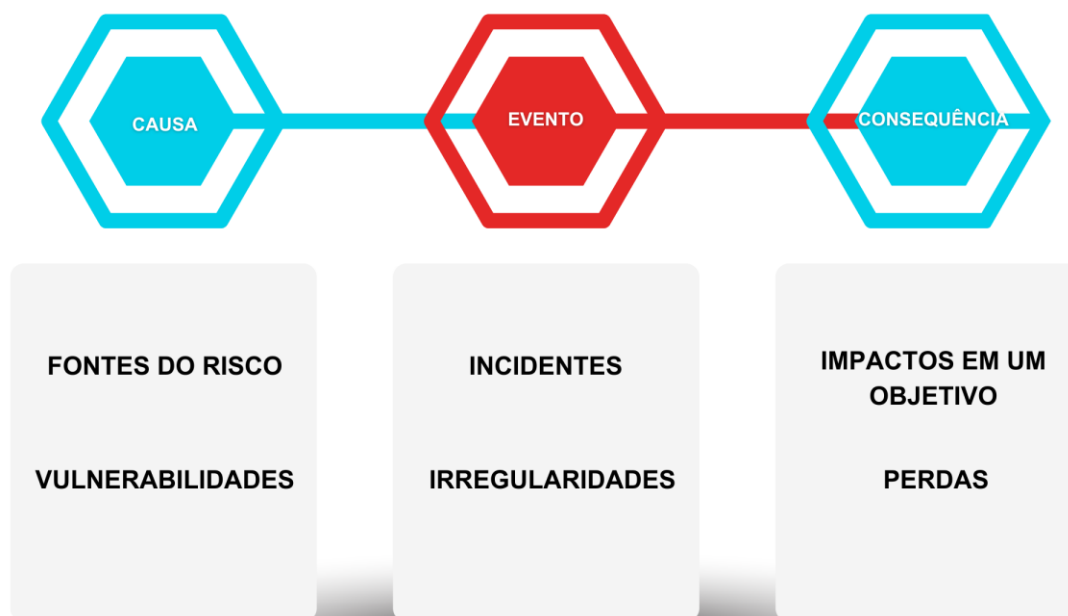 CAUSA
EVENTO
CONSEQUÊNCIA
FONTES DO RISCO
VULNERABILIDADES
INCIDENTES
IRREGULARIDADES
IMPACTOS EM UM
OBJETIVO
PERDAS